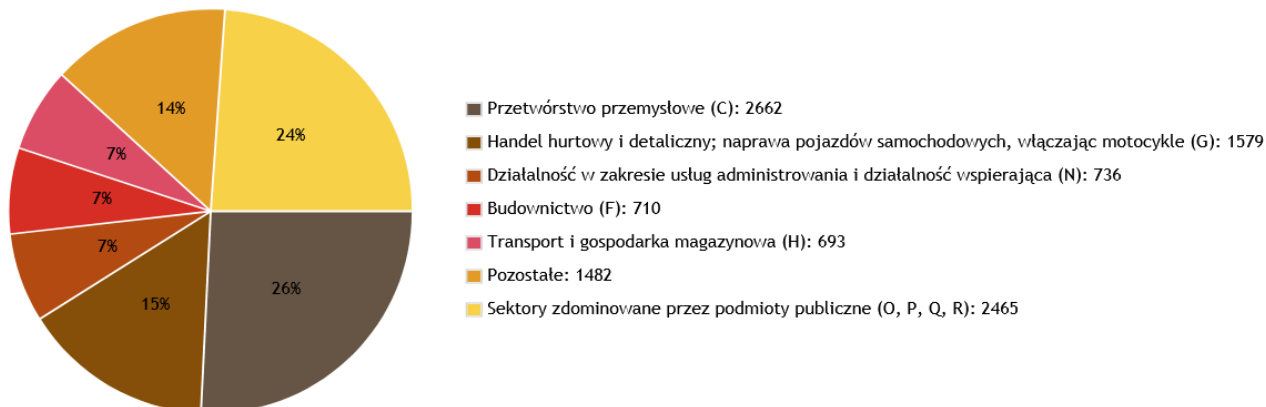 14%
24%
7%
7%
7%
15%
26%
Przetwórstwo przemysłowe (C): 2662
Handel hurtowy i detaliczny; naprawa pojazdów samochodowych, włączając motocykle (G): 1579
Działalność w zakresie usług administrowania i działalność wspierająca (N): 736
Budownictwo (F): 710
Transport i gospodarka magazynowa (H): 693
Pozostałe: 1482
Sektory zdominowane przez podmioty publiczne (O, P, Q, R): 2465